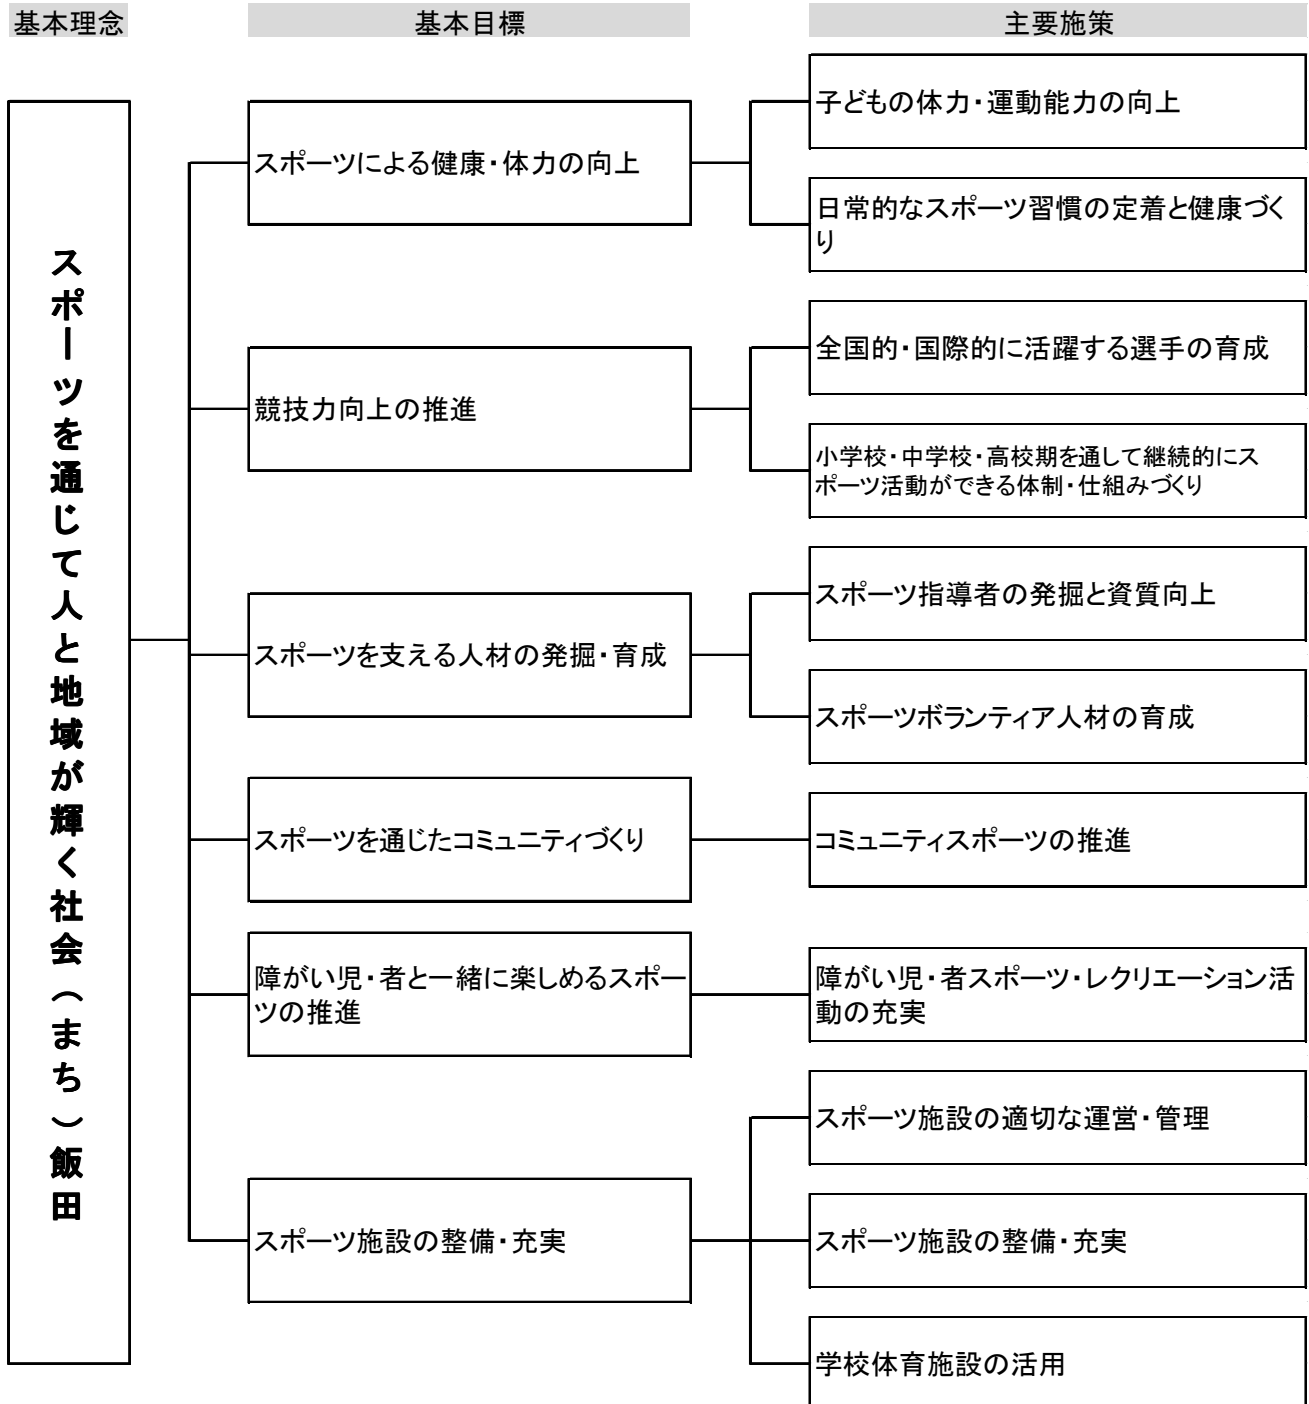 基本理念
基本目標
主要施策
スポーツを通じて人と地域が輝く社会（まち）飯田
スポーツによる健康・体力の向上
子どもの体力・運動能力の向上
日常的なスポーツ習慣の定着と健康づく
り
競技力向上の推進
全国的・国際的に活躍する選手の育成
小学校・中学校・高校期を通して継続的にス
ポーツ活動ができる体制・仕組みづくり
スポーツを支える人材の発掘・育成
スポーツ指導者の発掘と資質向上
スポーツボランティア人材の育成
スポーツを通じたコミュニティづくり
コミュニティスポーツの推進
障がい児・者と一緒に楽しめるスポー
ツの推進
障がい児・者スポーツ・レクリエーション活
動の充実
スポーツ施設の整備・充実
スポーツ施設の適切な運営・管理
スポーツ施設の整備・充実
学校体育施設の活用